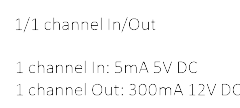 1/1 channel In/Out
1 channel In: 5mA 5V DC
1 channel Out: 300mA 12V DC